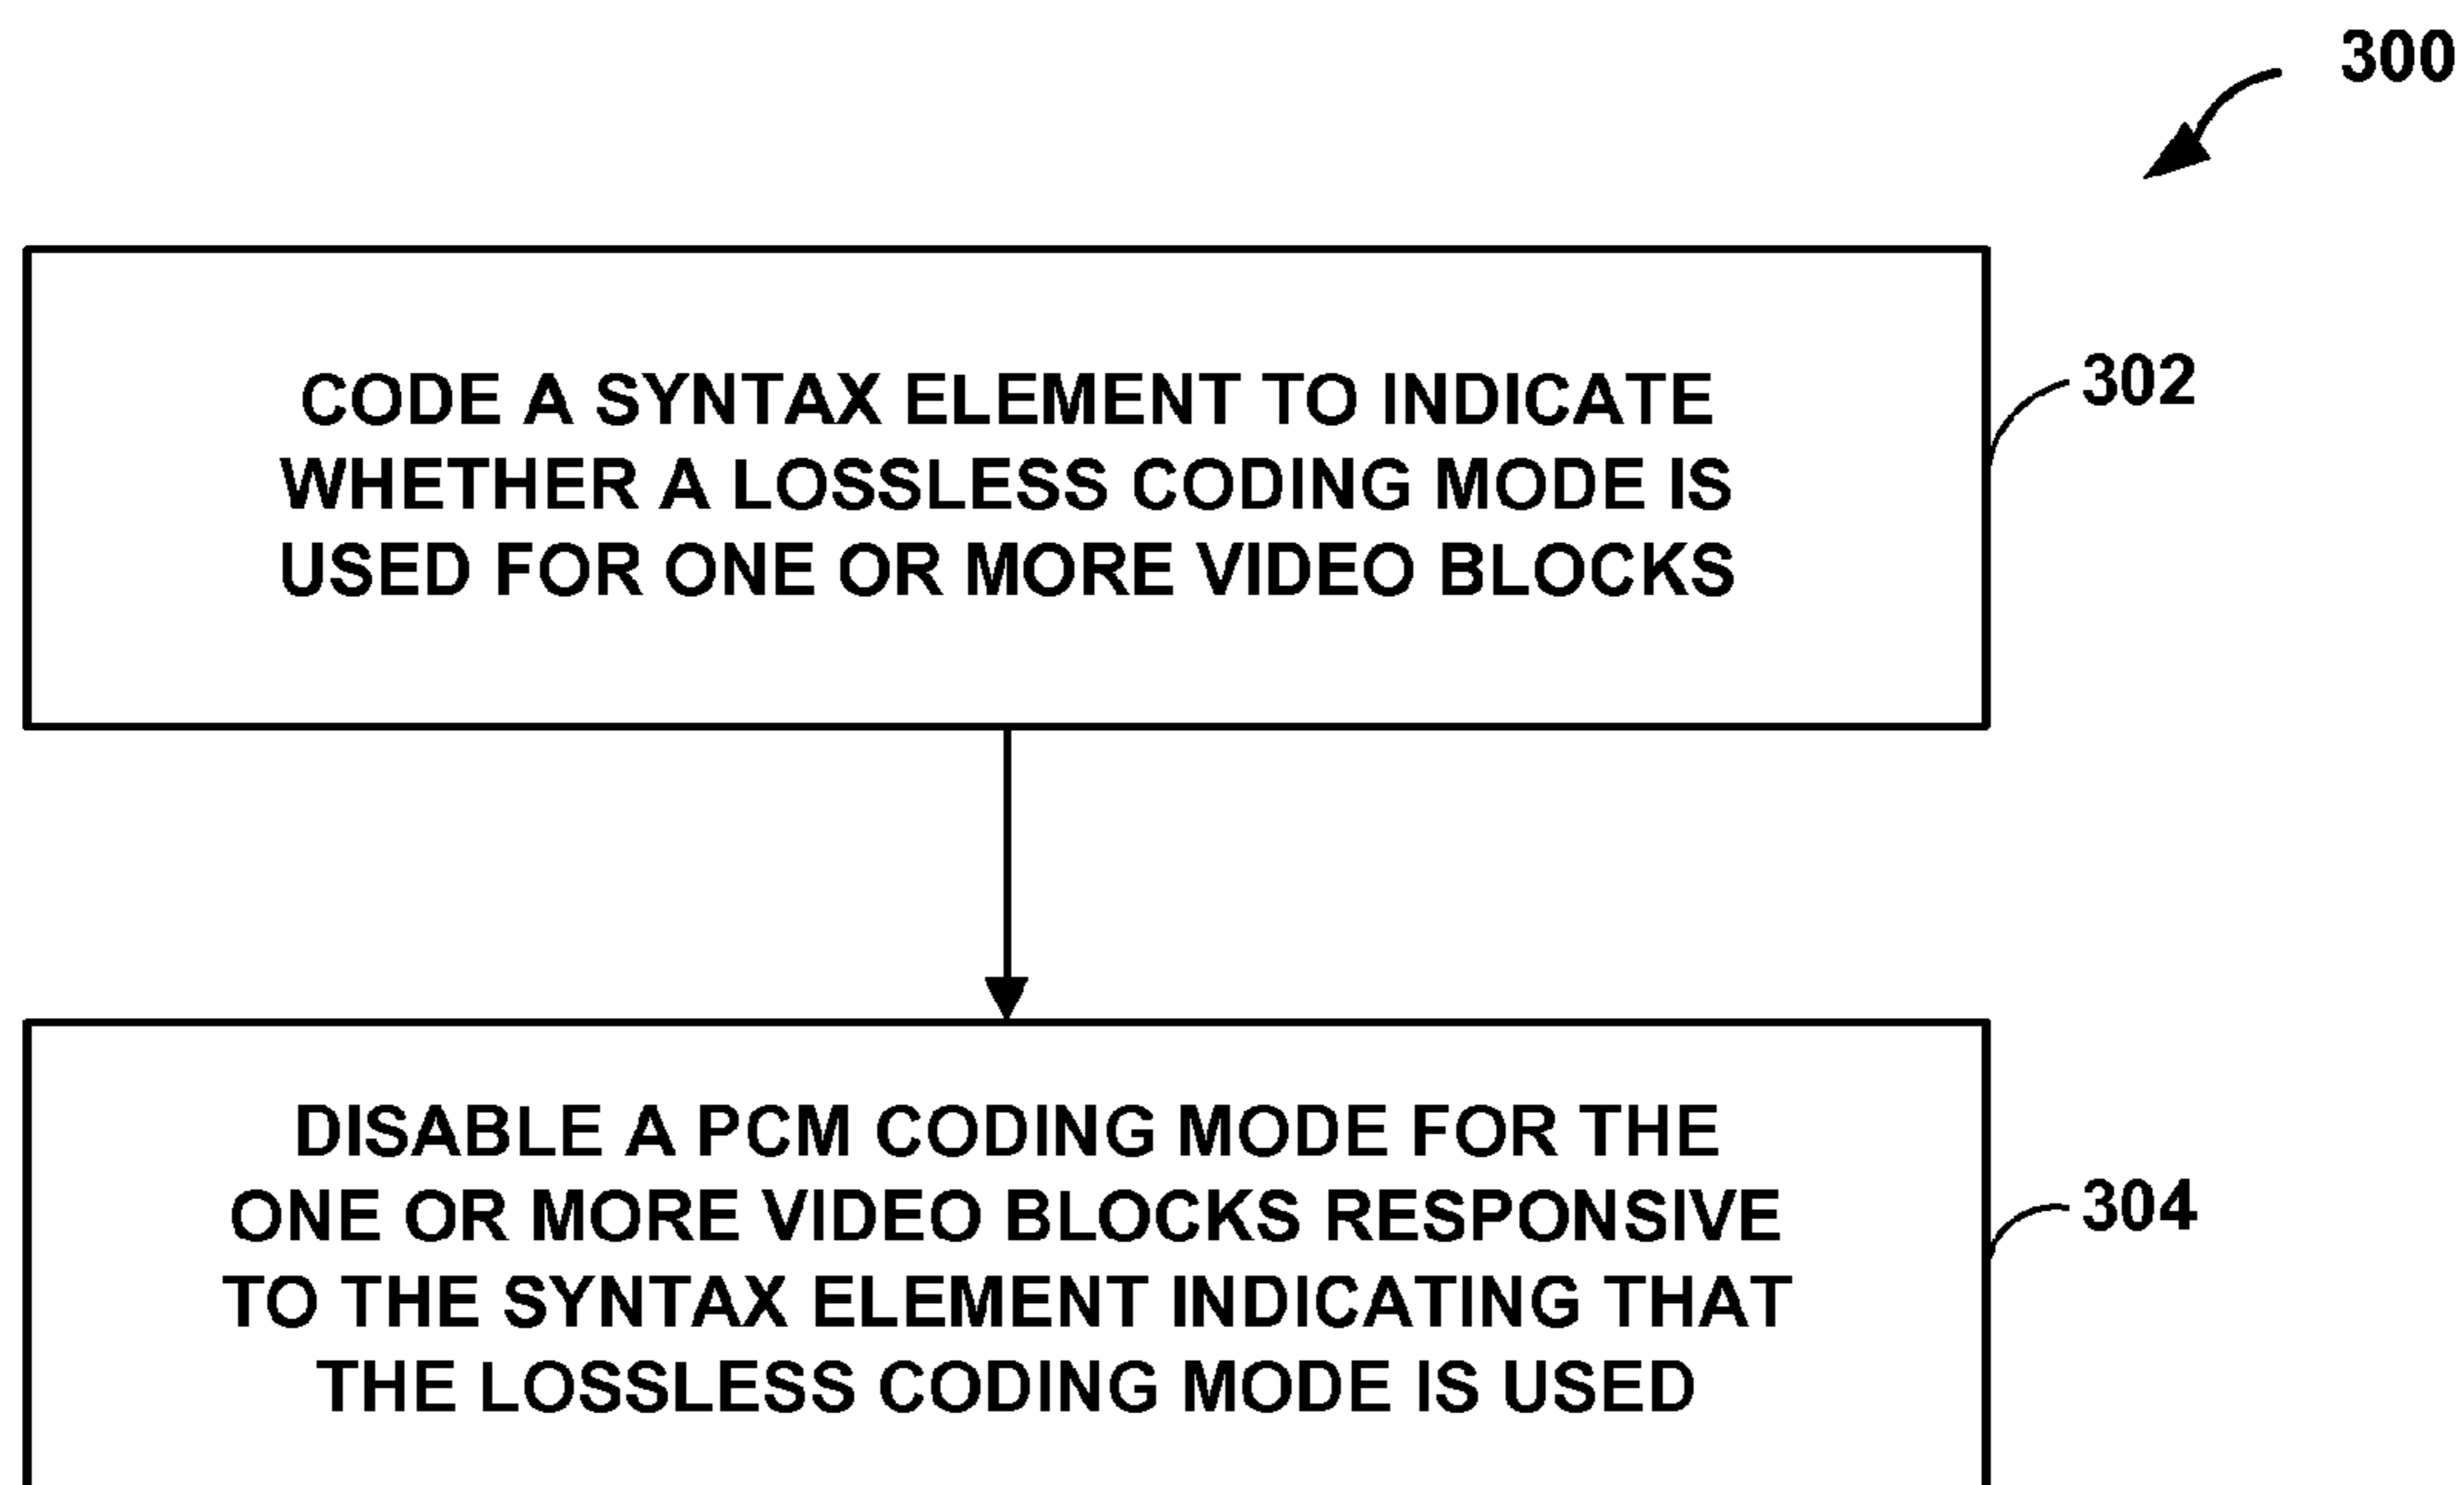 300
CODE A SYNTAX ELEMENT TO INDICATE
WHETHER A LOSSLESS CODING MODE IS
USED FOR ONE OR MORE VIDEO BLOCKS
302
DISABLE A PCM CODING MODE FOR THE
ONE OR MORE VIDEO BLOCKS RESPONSIVE
TO THE SYNTAX ELEMENT INDICATING THAT
THE LOSSLESS CODING MODE IS USED
304